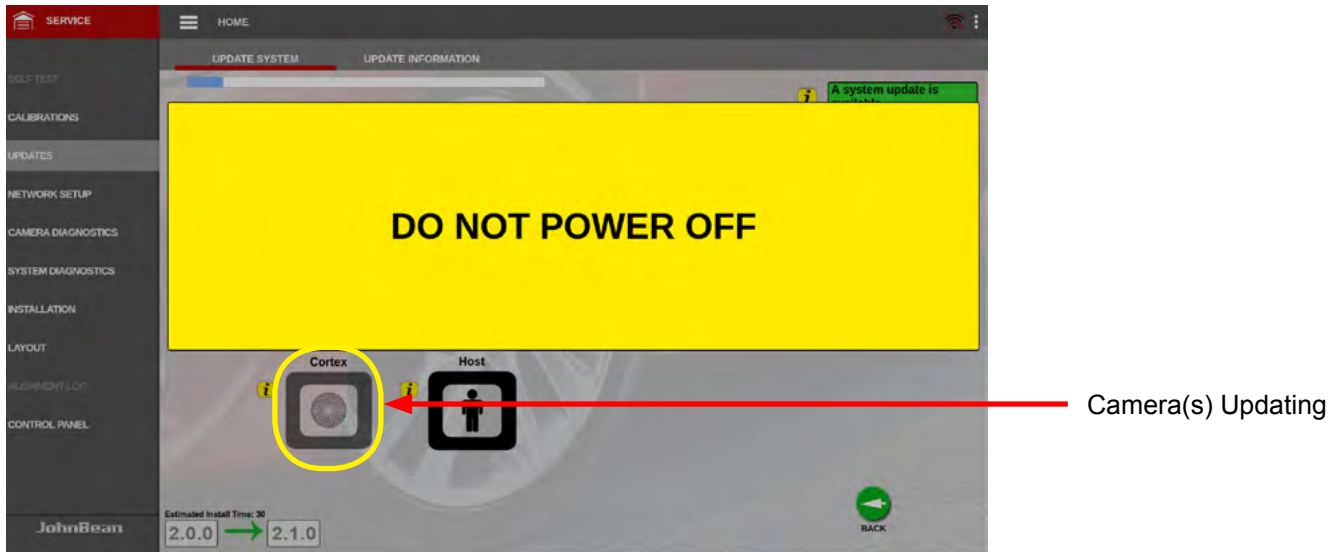 SERVICE
HOME
UPDATE SYSTEM
UPDATE INFORMATION
SELF TEST
A system update is
available
CALIBRATIONS
UPDATES
NETWORK SETUP
CAMERA DIAGNOSTICS
SYSTEM DIAGNOSTICS
INSTALLATION
LAYOUT
ALIGNMENT LOG
CONTROL PANEL
DO NOT POWER OFF
Cortex
Host
i
i
i
Camera(s) Updating
Estimated Install Time: 30
2.0.0
2.1.0
BACK
JohnBean